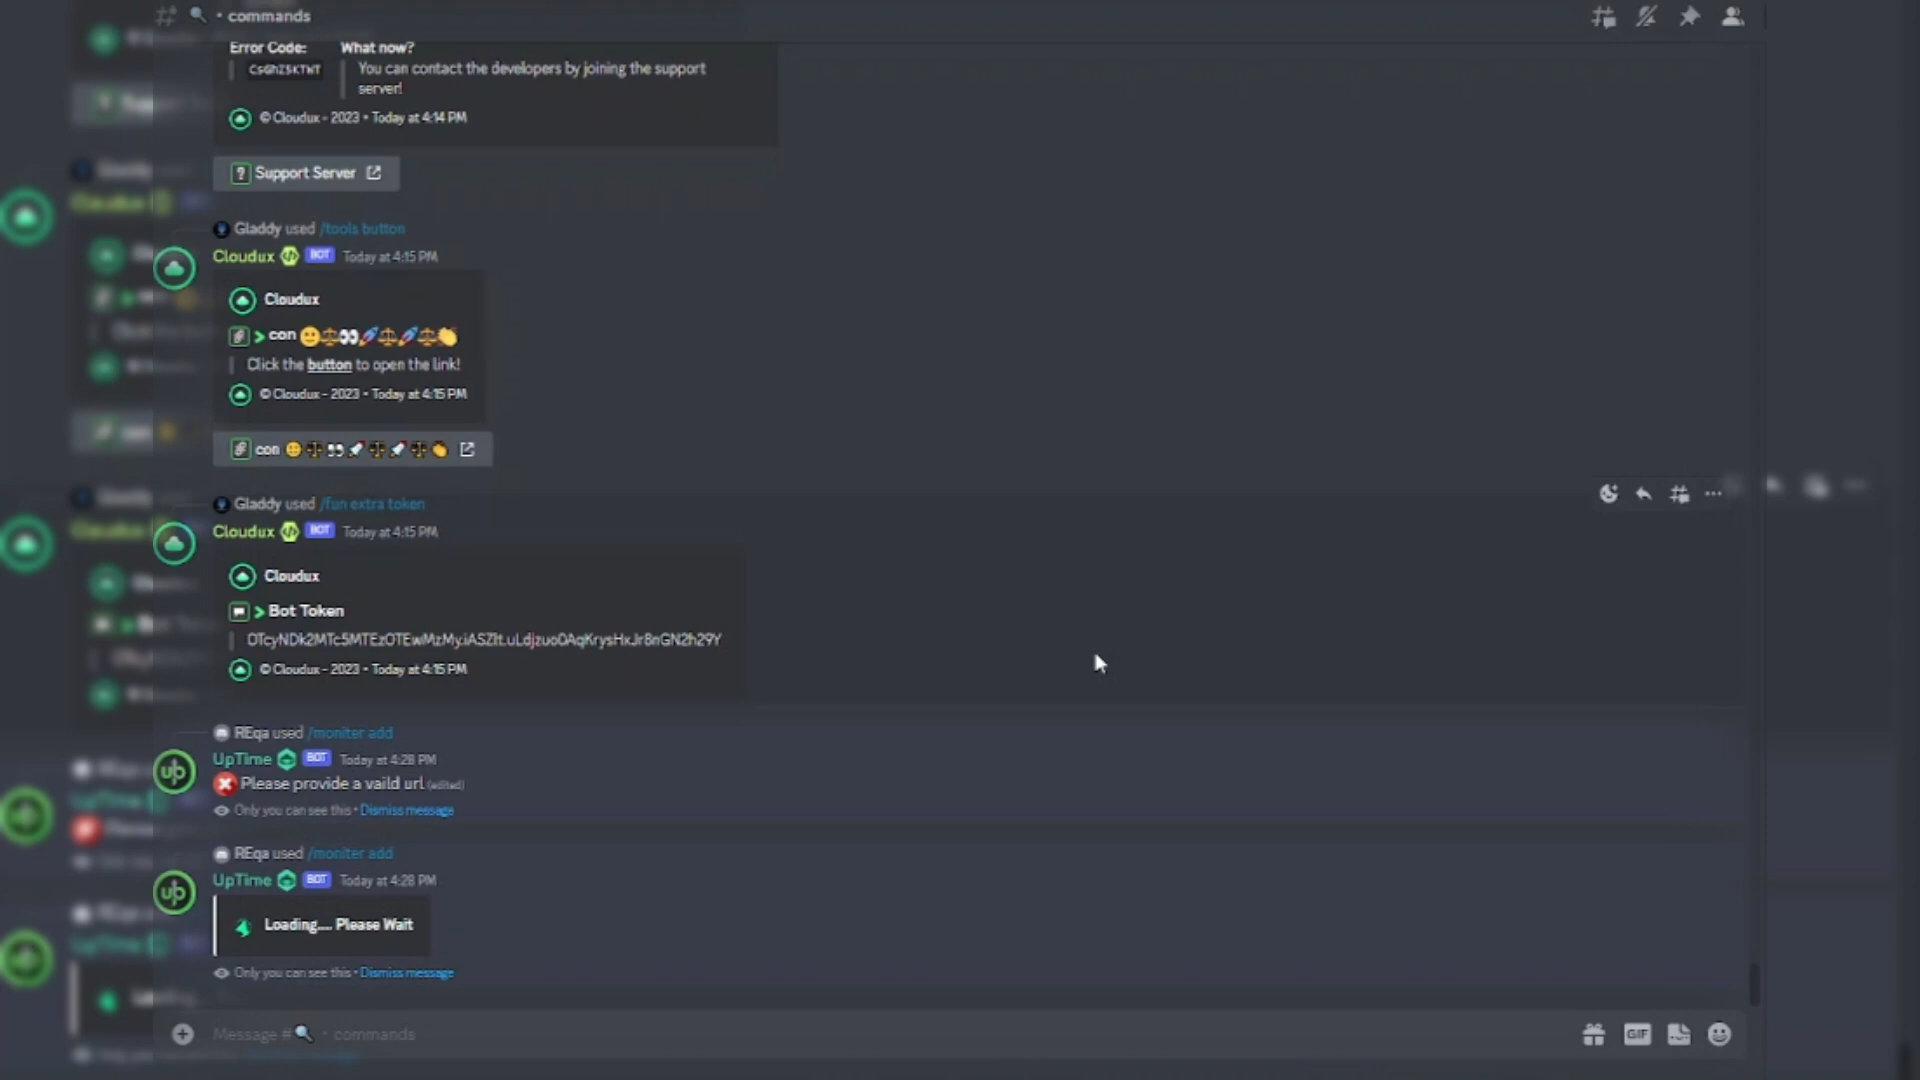 commands
Error Code: What now?
CsGhZ5KTWT You can contact the developers by joining the support
server!
© Cloudux - 2023 • Today at 4:14 PM
Support Server
Gladdy used /tools button
Cloudux BOT Today at 4:15 PM
Cloudux
> con 🙂⚖️👀🚀⚖️🚀⚖️👏
Click the button to open the link!
© Cloudux - 2023 • Today at 4:15 PM
con 🙂⚖️👀🚀⚖️🚀⚖️👏
Gladdy used /fun extra token
Cloudux BOT Today at 4:15 PM
Cloudux
> Bot Token
OTcyNDk2MTc5MTEzOTEwMzMy.iASZlt.uLdjzuo0AqKrysHxJr8nGN2h29Y
© Cloudux - 2023 • Today at 4:15 PM
REqa used /moniter add
UpTime BOT Today at 4:28 PM
Please provide a vaild url (edited)
Only you can see this • Dismiss message
REqa used /moniter add
up UpTime BOT Today at 4:28 PM
Loading.... Please Wait
Only you can see this • Dismiss message
Message #🔍・commands
GIF